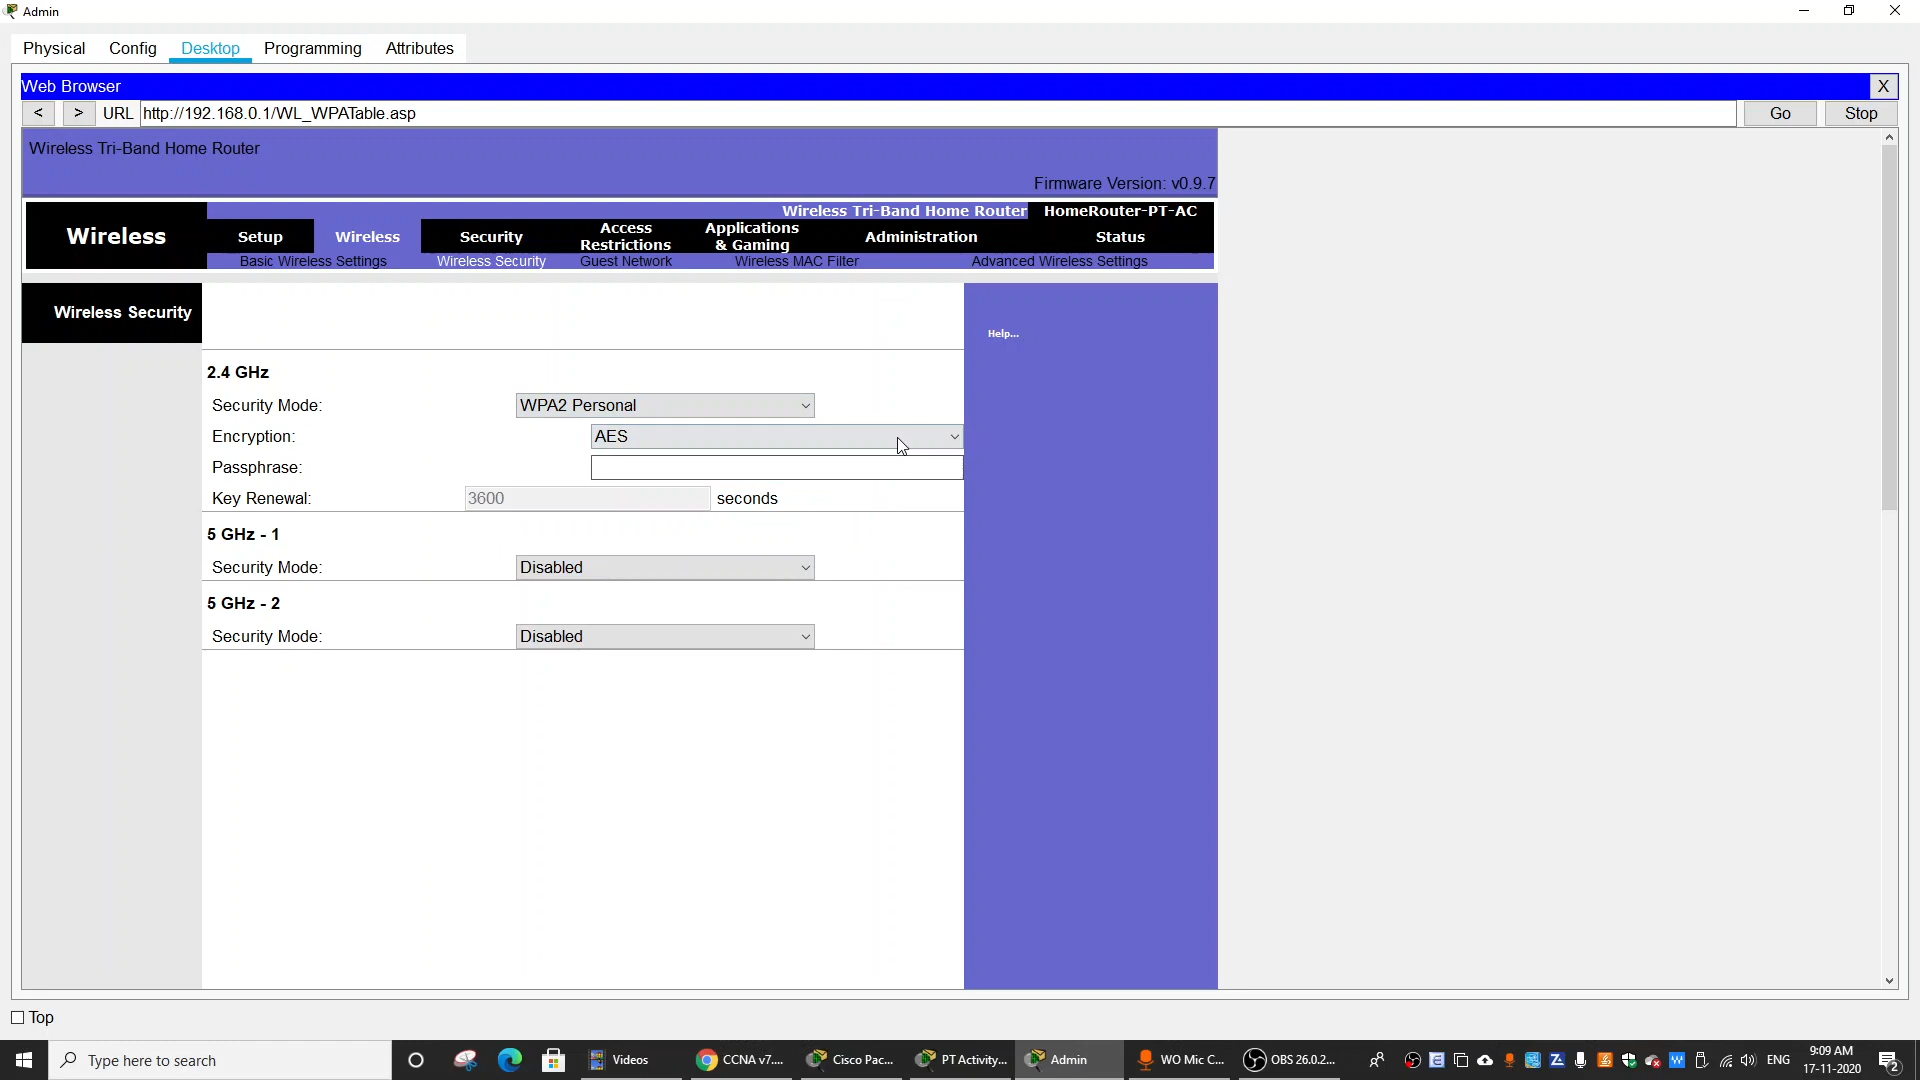 Admin
Physical Config Desktop Programming Attributes
Web Browser X
< > URL http://192.168.0.1/WL_WPATable.asp Go Stop
Wireless Tri-Band Home Router
Firmware Version: v0.9.7
Wireless Tri-Band Home Router HomeRouter-PT-AC
Wireless Setup Wireless Security Access Restrictions Applications & Gaming Administration Status
Basic Wireless Settings Wireless Security Guest Network Wireless MAC Filter Advanced Wireless Settings
Wireless Security
Help...
2.4 GHz
Security Mode: WPA2 Personal
Encryption: AES
Passphrase:
Key Renewal: 3600 seconds
5 GHz - 1
Security Mode: Disabled
5 GHz - 2
Security Mode: Disabled
Top
Type here to search Videos CCNA v7.... Cisco Pac... PT Activity... Admin WO Mic C... OBS 26.0.2... ENG 9:09 AM
17-11-2020 2